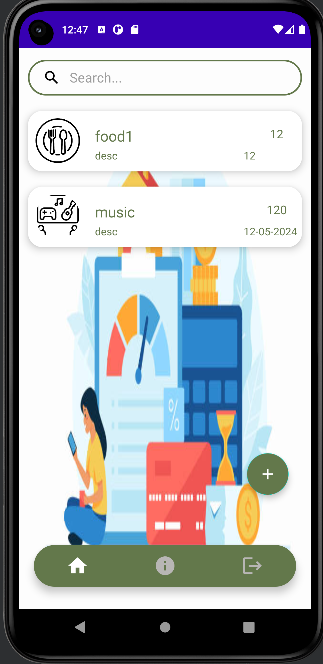 12:47
Search...
food1 12
desc 12
music 120
desc 12-05-2024
%
+